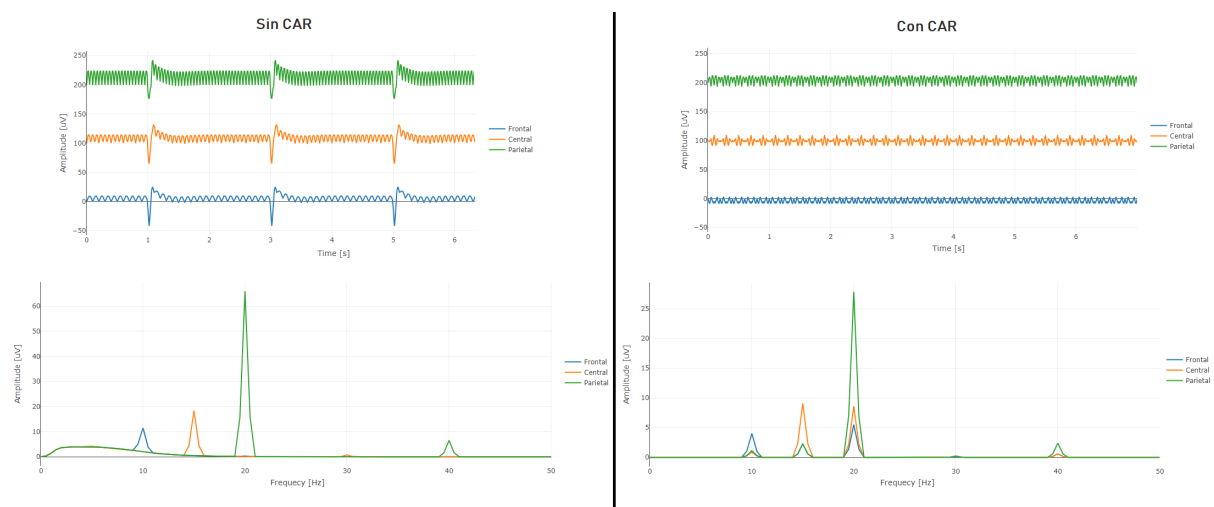 Sin CAR
250
200
150
100
50
0
−50
Amplitude [uV]
0 1 2 3 4 5 6
Time [s]
Frontal
Central
Parietal
60
50
40
30
20
10
0
Amplitude [uV]
0 10 20 30 40 50
Frequecy [Hz]
Frontal
Central
Parietal
Con CAR
250
200
150
100
50
0
−50
Amplitude [uV]
0 1 2 3 4 5 6
Time [s]
Frontal
Central
Parietal
25
20
15
10
5
0
Amplitude [uV]
0 10 20 30 40 50
Frequecy [Hz]
Frontal
Central
Parietal